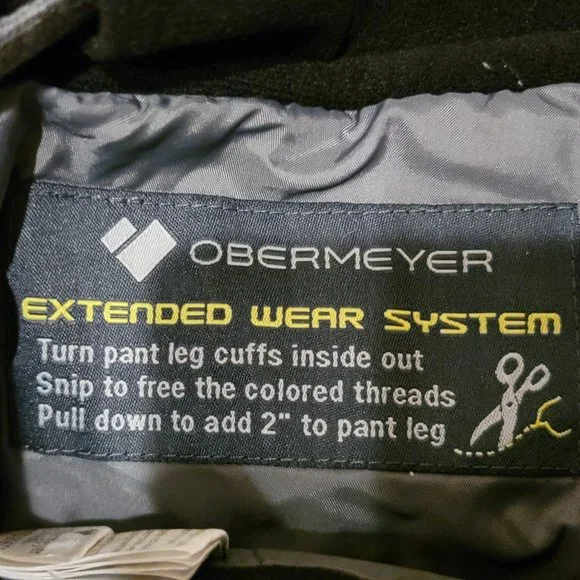 OBERMEYER
EXTENDED WEAR SYSTEM
Turn pant leg cuffs inside out
Snip to free the colored threads
Pull down to add 2" to pant leg